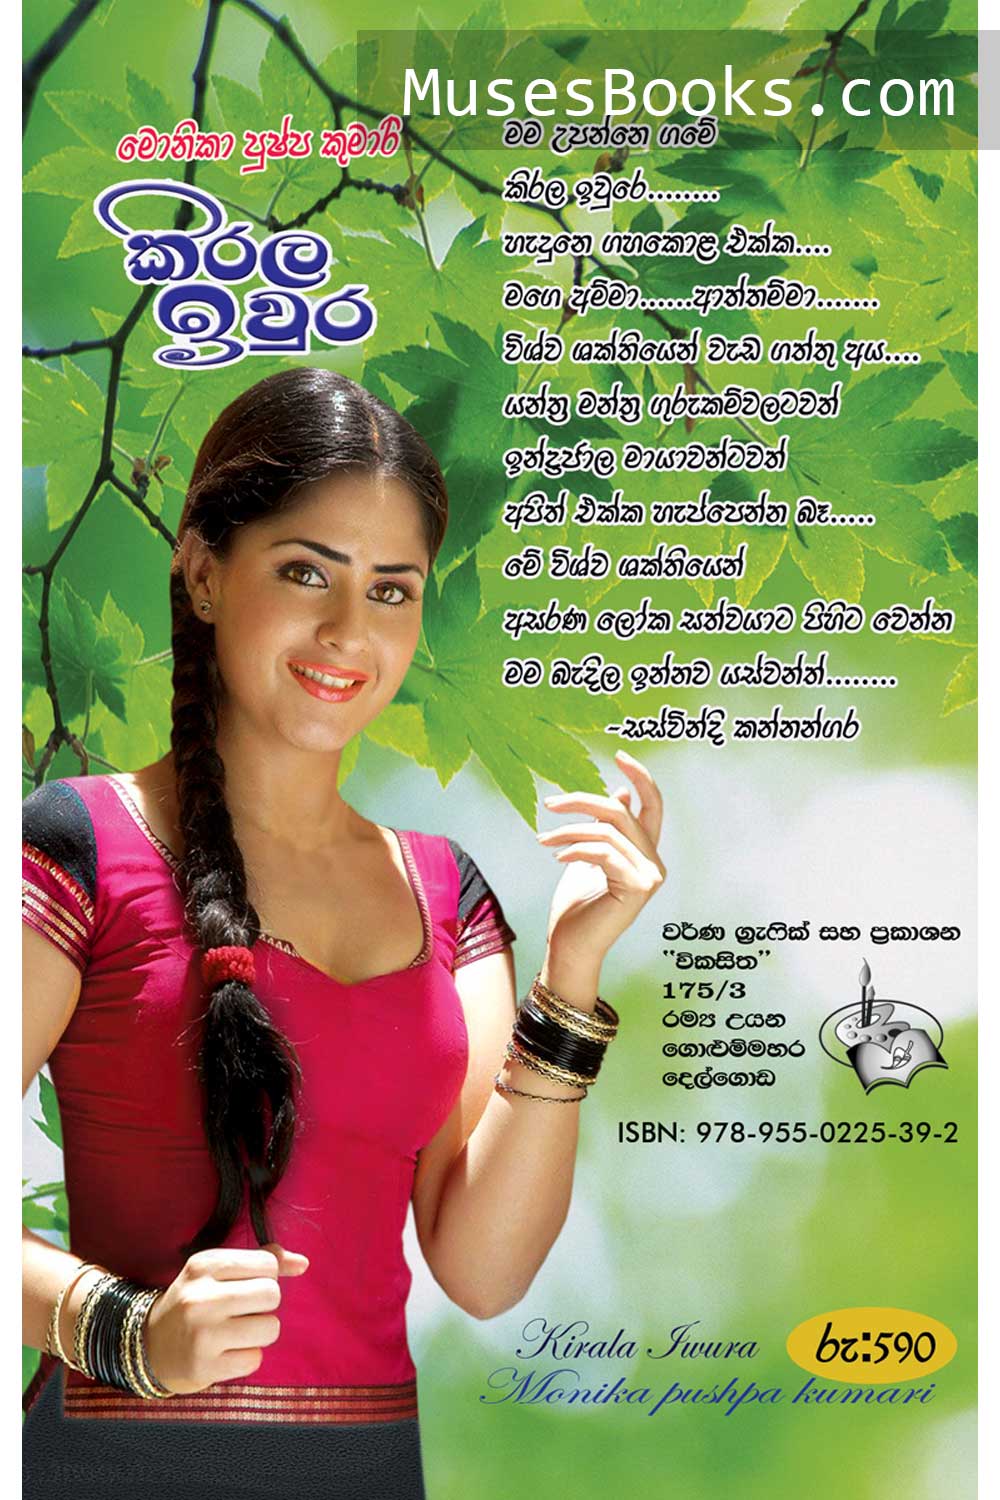 MusesBooks.com
මොනිකා පුෂ්ප කුමාරි
කිරල
ඉවුර
මම උපන්නෙ ගමේ
කිරල ඉවුරෙ........
හැදුනෙ ගහකොළ එක්ක....
මගෙ අම්මා......ආත්තම්මා.......
විශ්ව ශක්තියෙන් වැඩ ගත්තු අය....
යන්ත්‍ර මන්ත්‍ර ගුරුකම්වලටවත්
ඉන්ද්‍රජාල මායාවන්ටවත්
අපිත් එක්ක හැප්පෙන්න බෑ.....
මේ විශ්ව ශක්තියෙන්
අසරණ ලෝක සත්වයාට පිහිට වෙන්න
මම බැදිල ඉන්නව යස්වන්ත්........
-සස්වින්දි කන්නන්ගර
වර්ණ ග්‍රැෆික් සහ ප්‍රකාශන
“විකසිත”
175/3
රම්‍ය උයන
ගොළුම්මහර
දෙල්ගොඩ
ISBN: 978-955-0225-39-2
Kirala Iwura
රු:590
Monika pushpa kumari